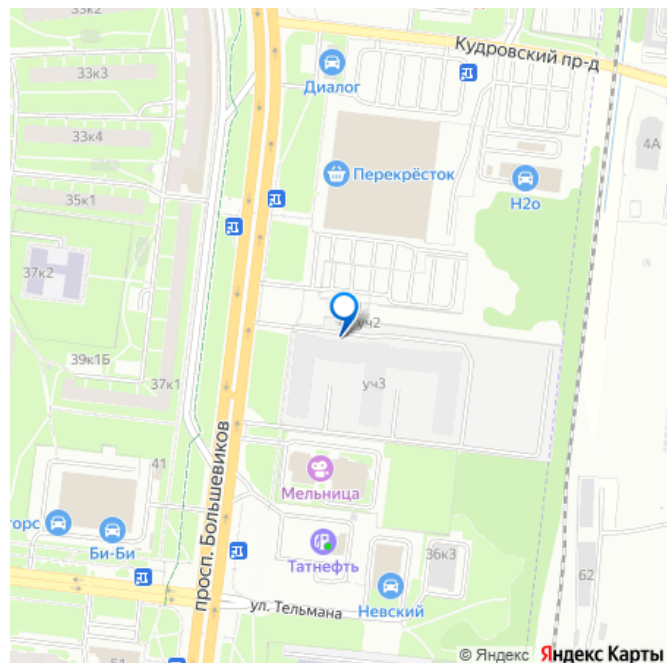 33к2
Кудровский пр-д
33к3
Диалог
33к4
4А
Перекрёсток
35к1
Н2о
37к2
уч2
39к1Б
37к1
уч3
просп. Большевиков
41
Мельница
горс
Би-Би
Татнефть
36к3
62
Невский
ул. Тельмана
51
© Яндекс Яндекс Карты